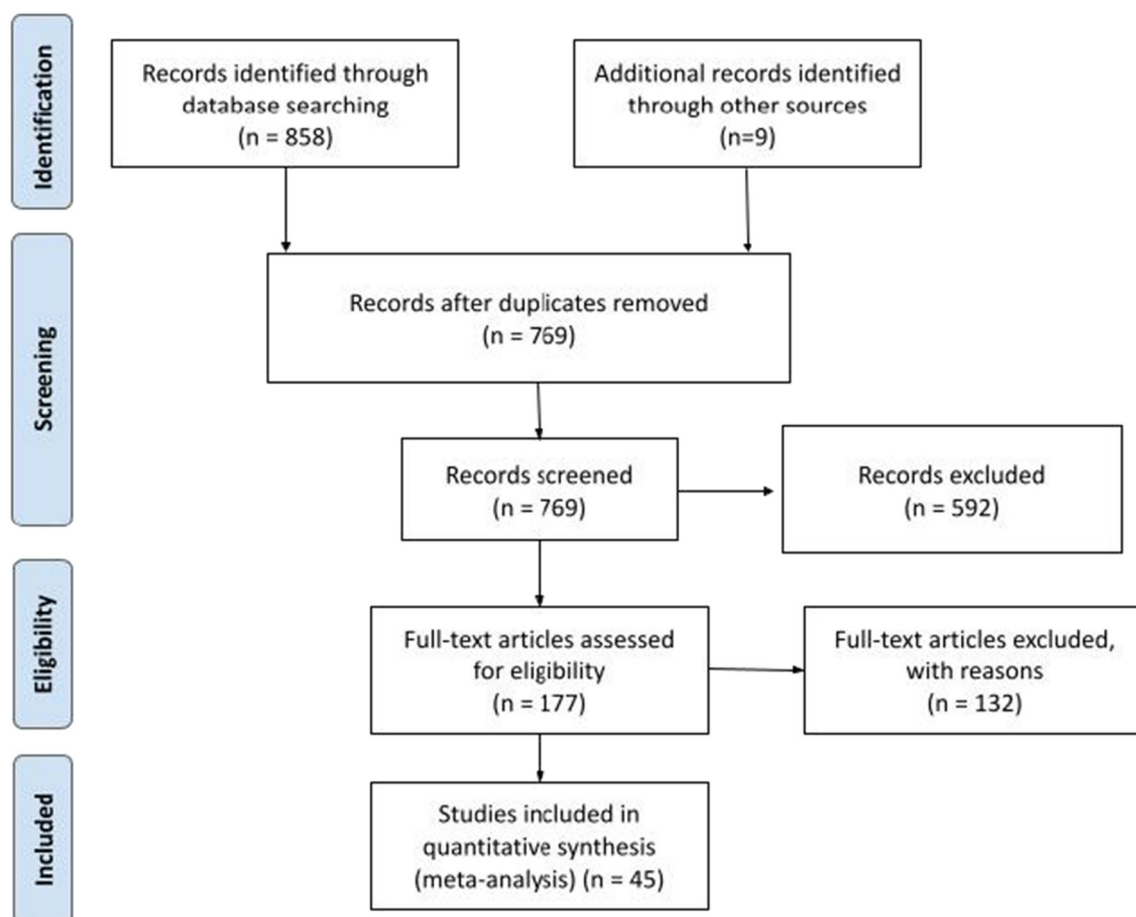 Identification
Records identified through
database searching
(n = 858)
Additional records identified
through other sources
(n=9)
Screening
Records after duplicates removed
(n = 769)
Records screened
(n = 769)
Records excluded
(n = 592)
Eligibility
Full-text articles assessed
for eligibility
(n = 177)
Full-text articles excluded,
with reasons
(n = 132)
Included
Studies included in
quantitative synthesis
(meta-analysis) (n = 45)